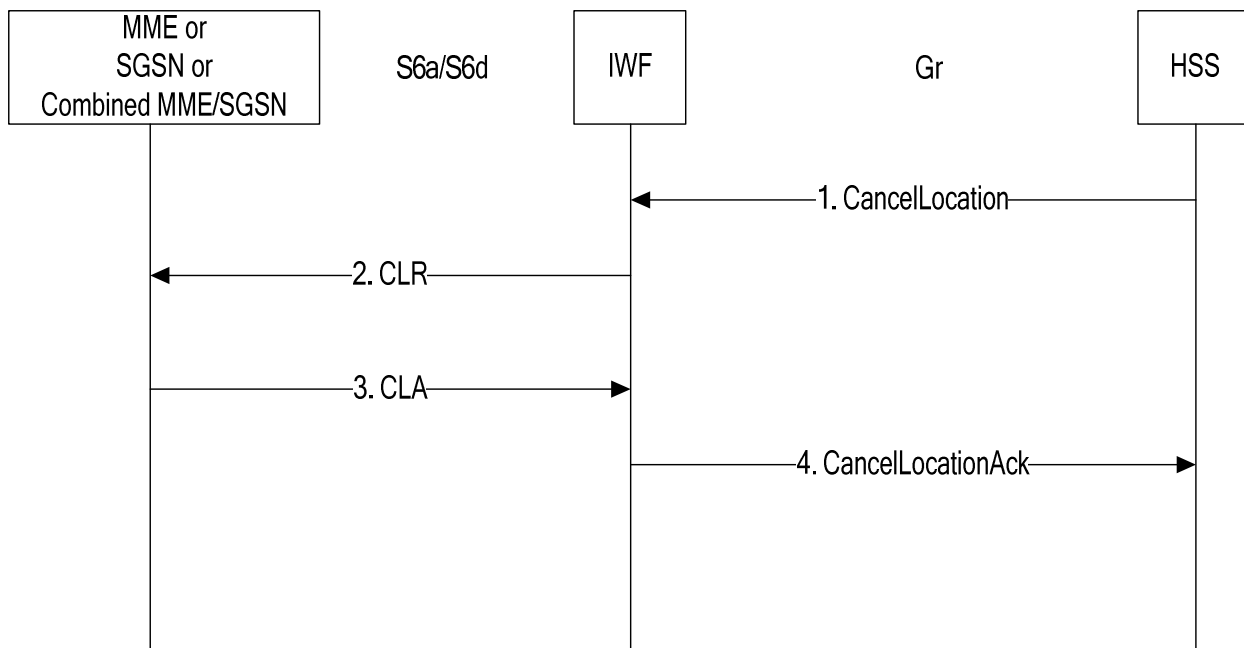 MME or
SGSN or
Combined MME/SGSN
S6a/S6d
IWF
Gr
HSS
1. CancelLocation
2. CLR
3. CLA
4. CancelLocationAck